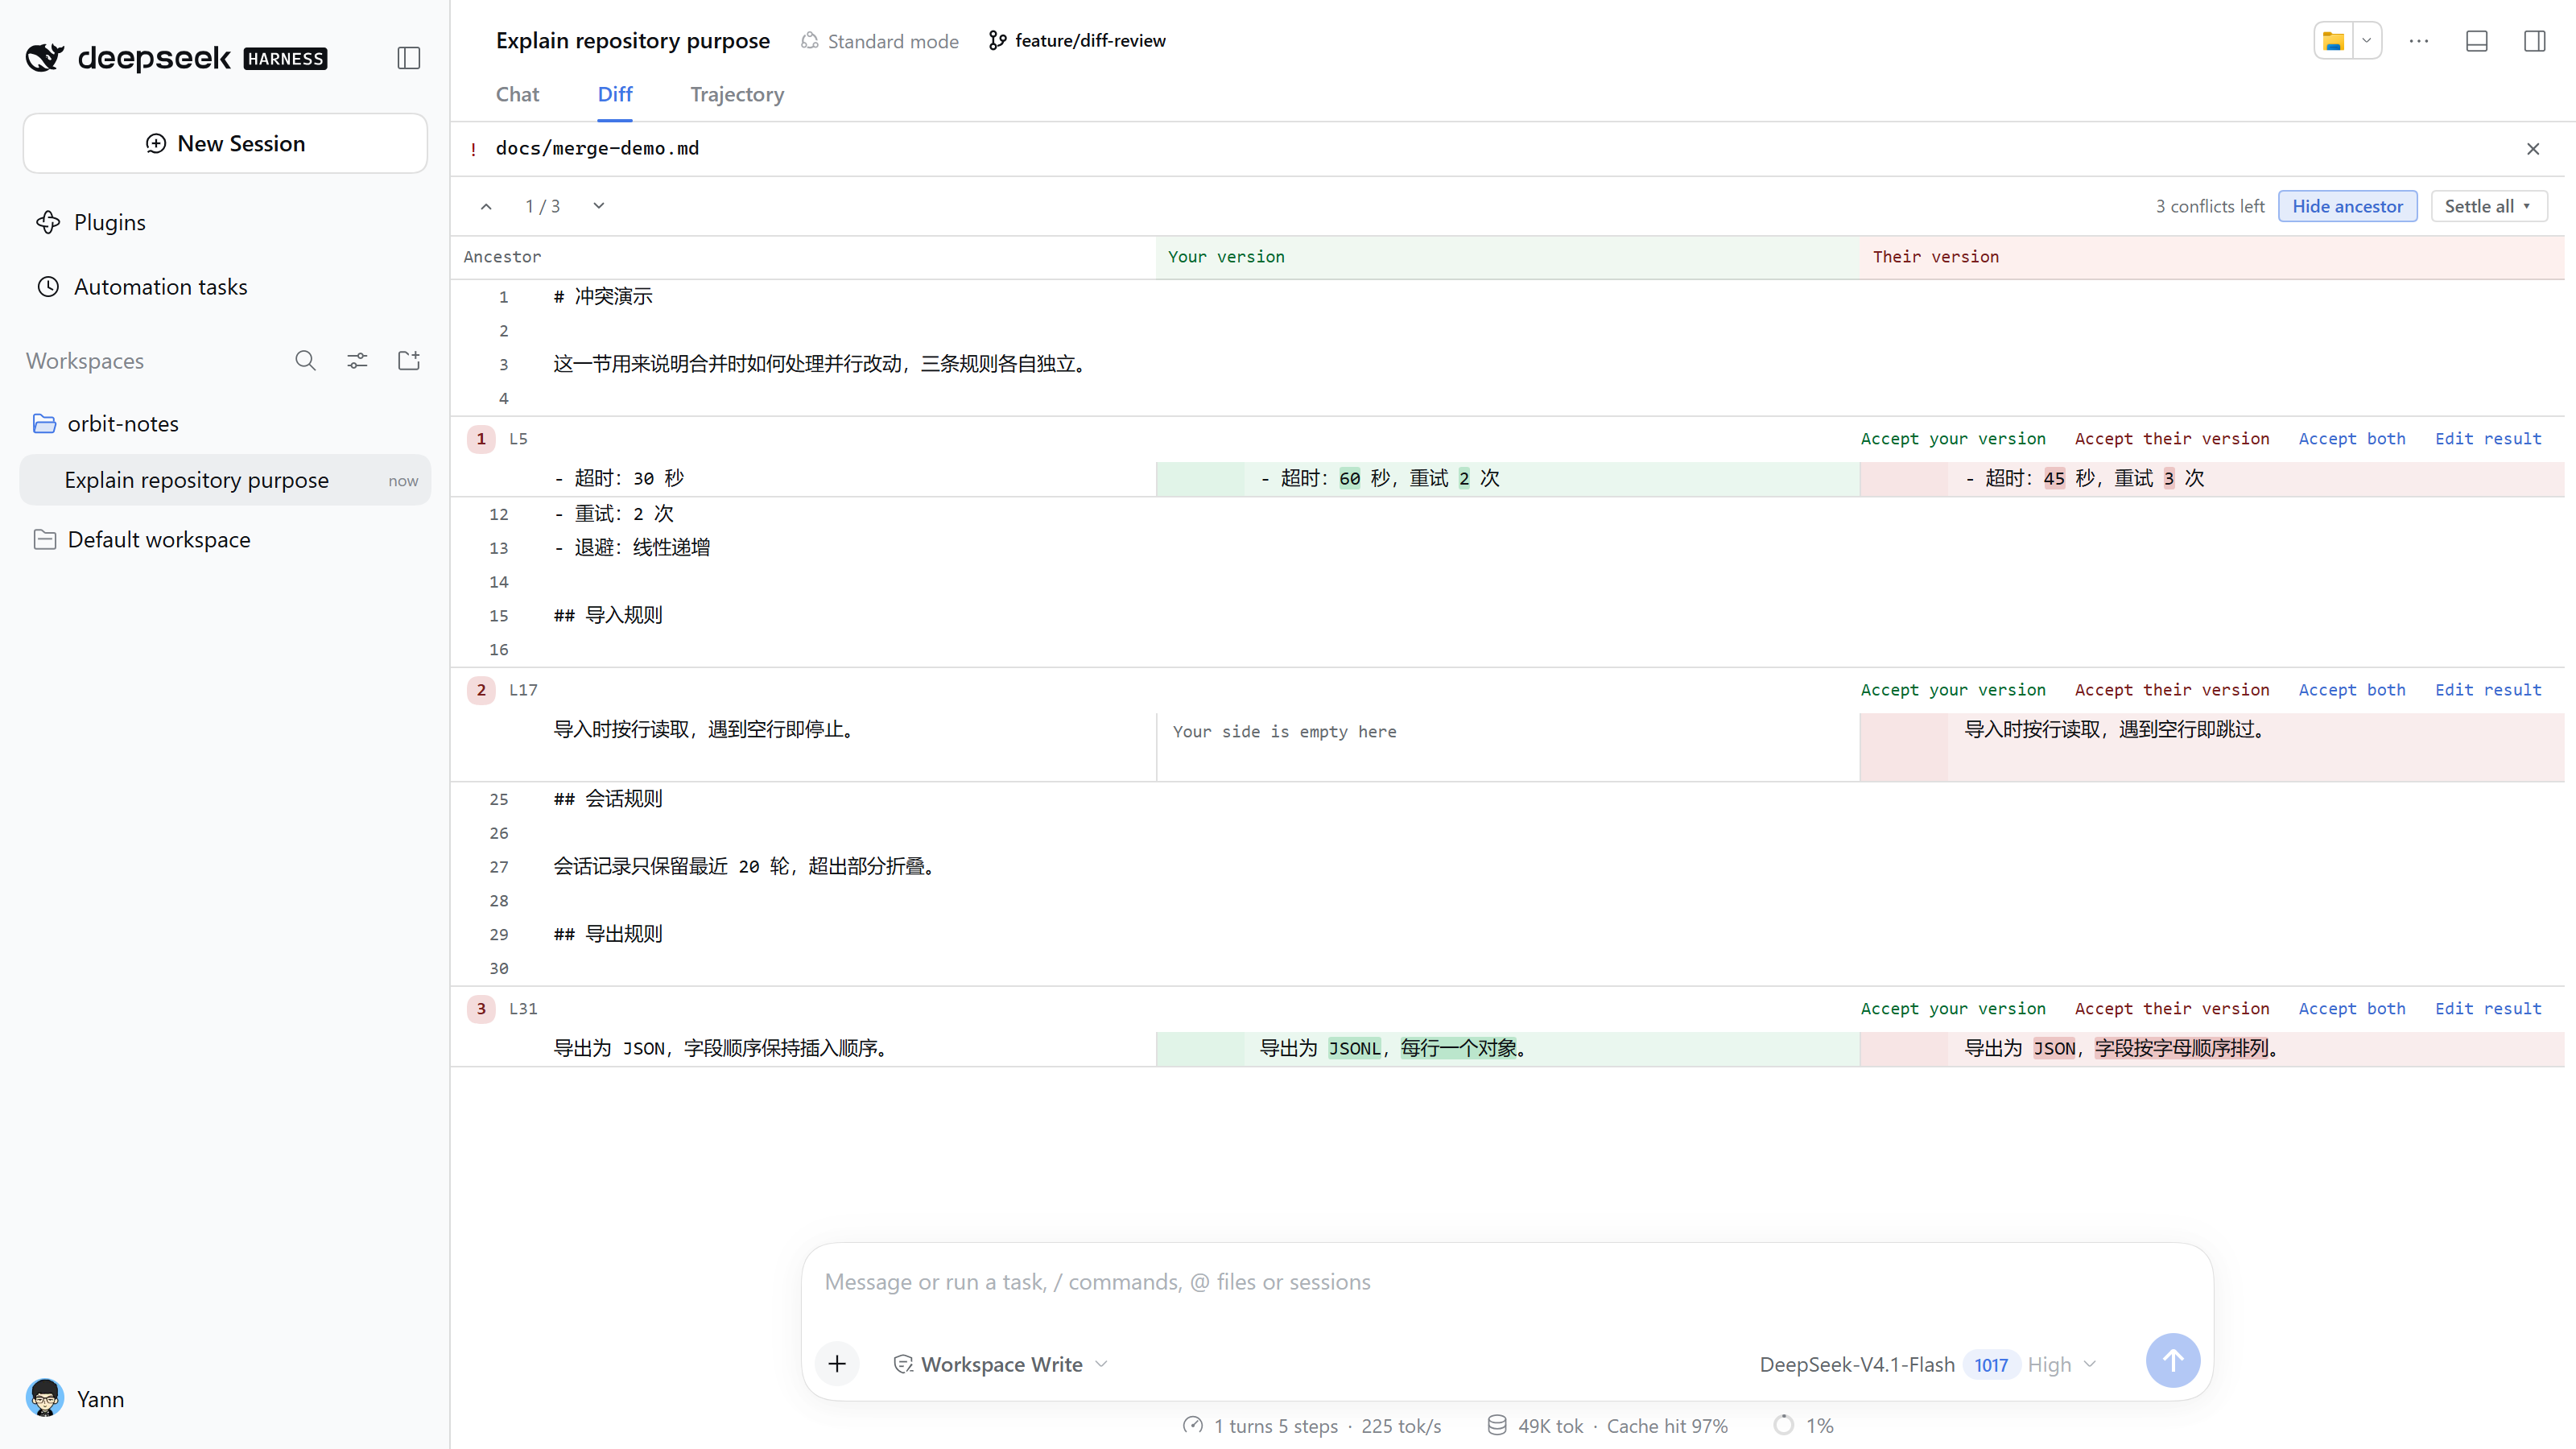 deepseek HARNESS
New Session
Plugins
Automation tasks
Workspaces
orbit-notes
Explain repository purpose now
Default workspace
Yann
Explain repository purpose Standard mode feature/diff-review
Chat Diff Trajectory
! docs/merge-demo.md
1 / 3 3 conflicts left Hide ancestor Settle all
Ancestor Your version Their version
1 # 冲突演示
2
3 这一节用来说明合并时如何处理并行改动，三条规则各自独立。
4
1 L5 Accept your version Accept their version Accept both Edit result
- 超时：30 秒 - 超时：60 秒，重试 2 次 - 超时：45 秒，重试 3 次
12 - 重试：2 次
13 - 退避：线性递增
14
15 ## 导入规则
16
2 L17 Accept your version Accept their version Accept both Edit result
导入时按行读取，遇到空行即停止。 Your side is empty here 导入时按行读取，遇到空行即跳过。
25 ## 会话规则
26
27 会话记录只保留最近 20 轮，超出部分折叠。
28
29 ## 导出规则
30
3 L31 Accept your version Accept their version Accept both Edit result
导出为 JSON，字段顺序保持插入顺序。 导出为 JSONL，每行一个对象。 导出为 JSON，字段按字母顺序排列。
Message or run a task, / commands, @ files or sessions
Workspace Write DeepSeek-V4.1-Flash 1017 High
1 turns 5 steps · 225 tok/s 49K tok · Cache hit 97% 1%